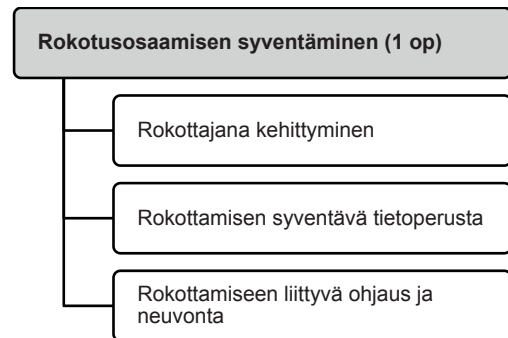 Rokotusosaamisen syventäminen (1 op)
Rokottajana kehittyminen
Rokottamisen syventävä tietoperusta
Rokottamiseen liittyvä ohjaus ja
neuvonta